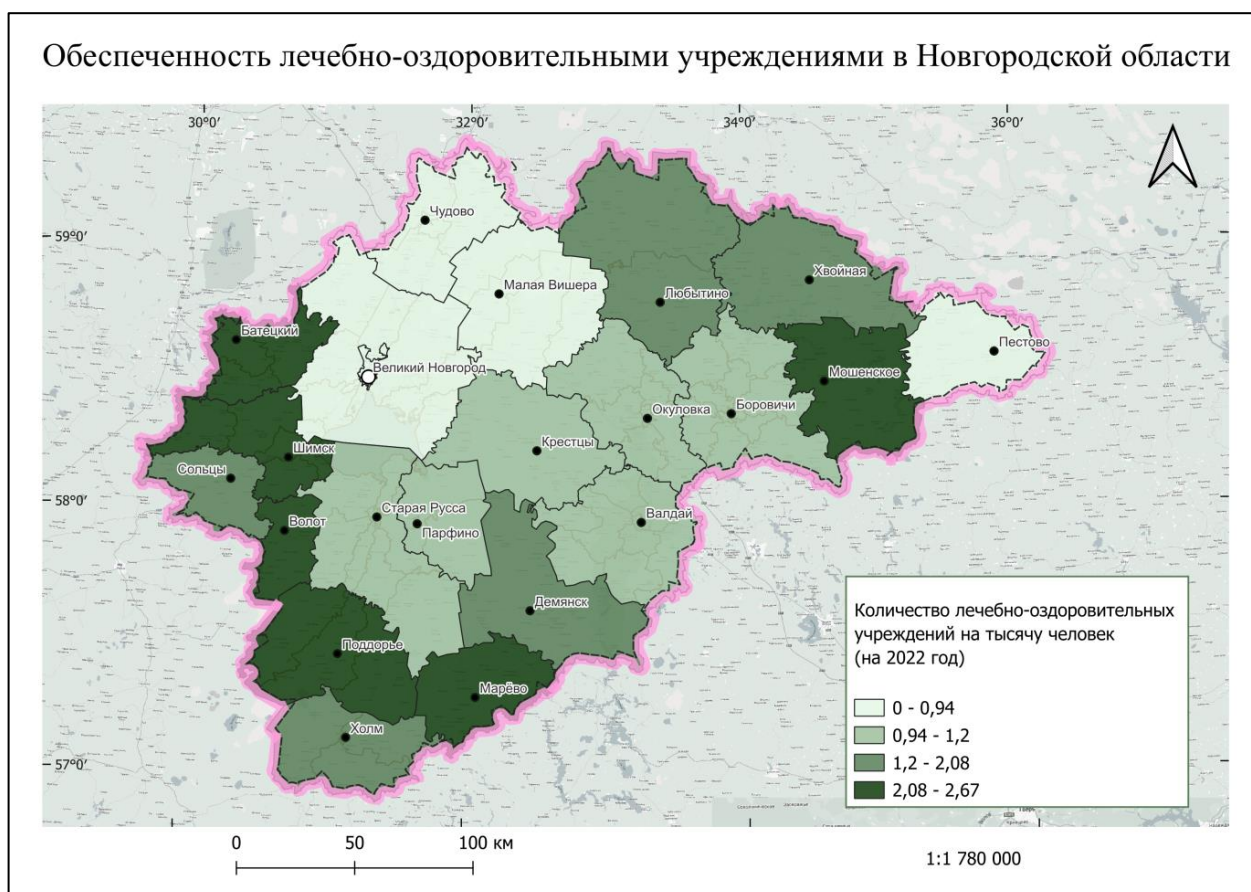 Обеспеченность лечебно-оздоровительными учреждениями в Новгородской области
30°0'
32°0'
34°0'
36°0'
59°0'
58°0'
57°0'
Чудово
Малая Вишера
Любытино
Хвойная
Батецкий
Великий Новгород
Пестово
Мошенское
Окуловка
Боровичи
Крестцы
Шимск
Сольцы
Старая Русса
Парфино
Валдай
Волот
Демянск
Поддорье
Марёво
Холм
Количество лечебно-оздоровительных
учреждений на тысячу человек
(на 2022 год)
0 - 0,94
0,94 - 1,2
1,2 - 2,08
2,08 - 2,67
0
50
100 км
1:1 780 000